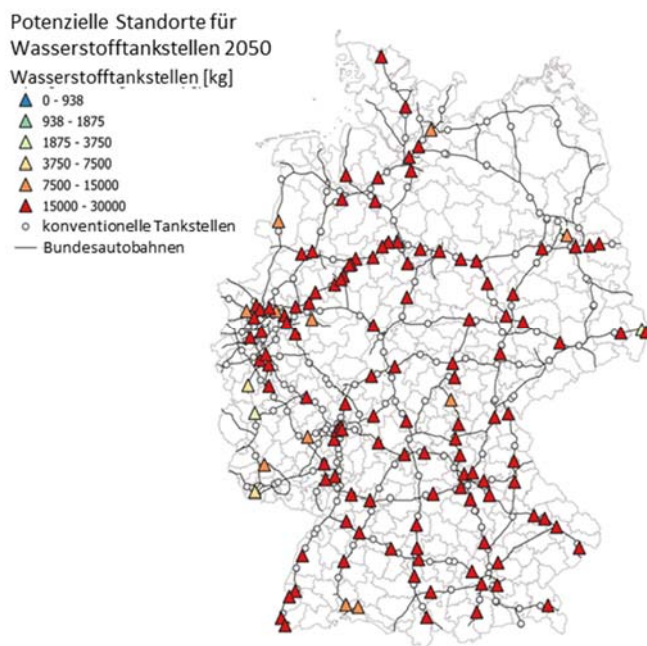 Potenzielle Standorte für
Wasserstofftankstellen 2050
Wasserstofftankstellen [kg]
0 - 938
938 - 1875
1875 - 3750
3750 - 7500
7500 - 15000
15000 - 30000
konventionelle Tankstellen
Bundesautobahnen